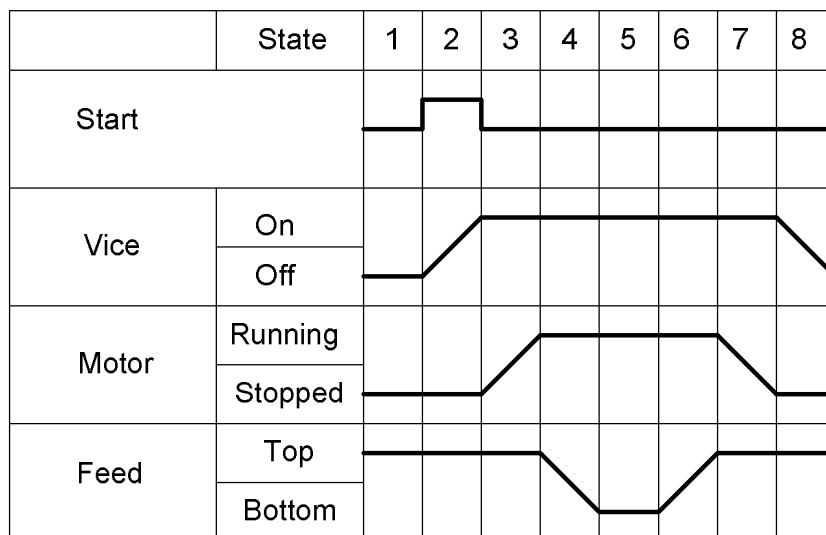 State 1 2 3 4 5 6 7 8
Start
Vice
On
Off
Motor
Running
Stopped
Feed
Top
Bottom